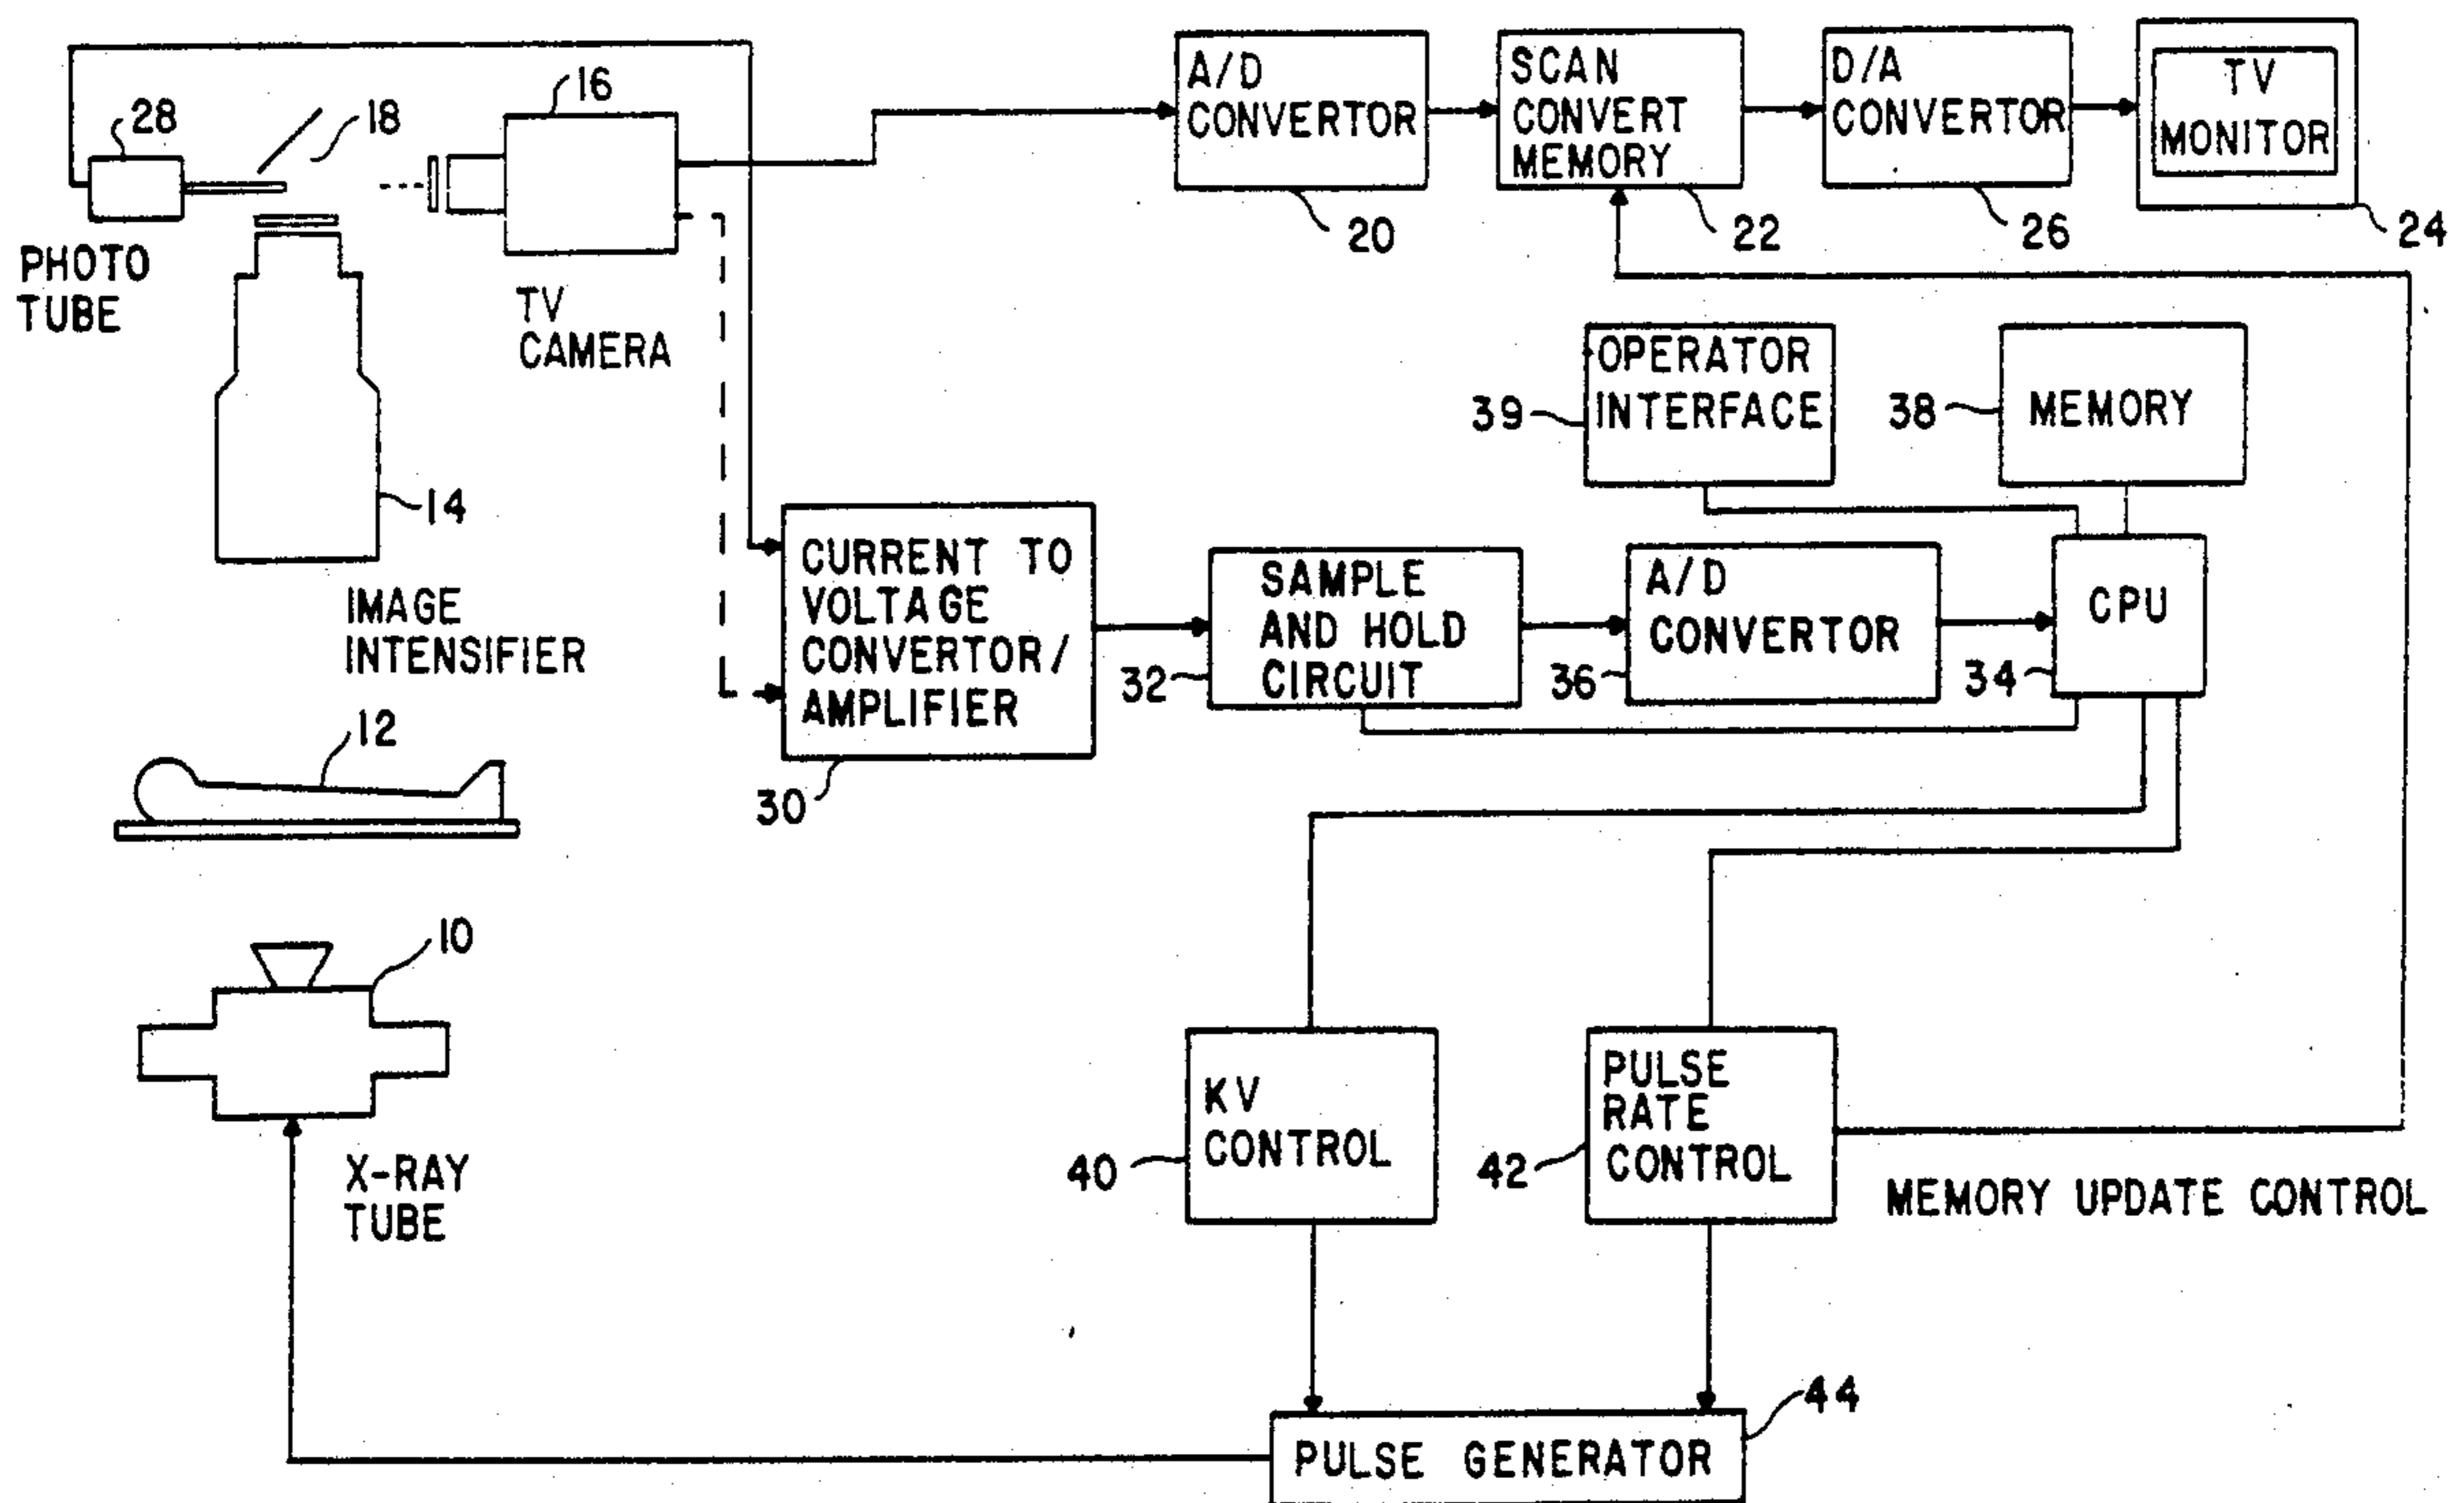 16
28
18
PHOTO
TUBE
TV
CAMERA
A/D
CONVERTOR
20
SCAN
CONVERT
MEMORY
22
D/A
CONVERTOR
26
TV
MONITOR
24
14
IMAGE
INTENSIFIER
OPERATOR
INTERFACE
39
MEMORY
38
CURRENT TO
VOLTAGE
CONVERTOR/
AMPLIFIER
30
SAMPLE
AND HOLD
CIRCUIT
32
A/D
CONVERTOR
36
CPU
34
12
10
X-RAY
TUBE
KV
CONTROL
40
PULSE
RATE
CONTROL
42
MEMORY UPDATE CONTROL
44
PULSE GENERATOR